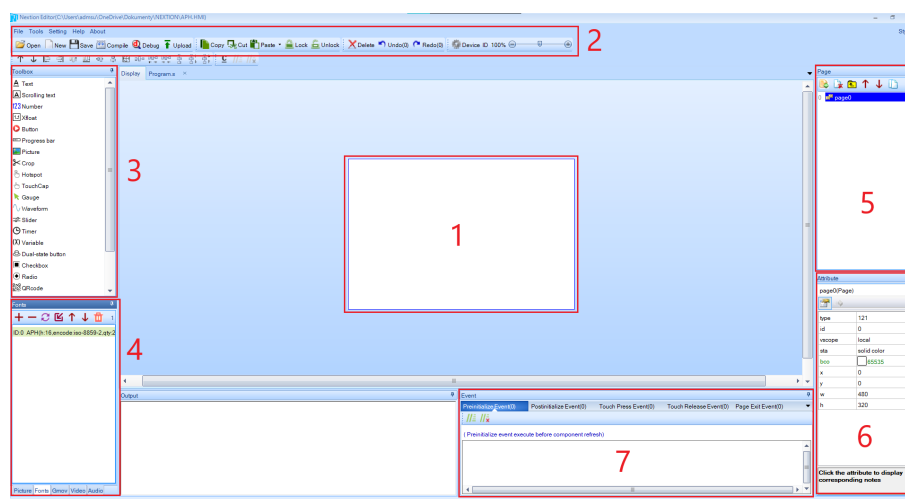 Nextion Editor(C:\Users\admsu\OneDrive\Dokumenty\NEXTION\APH.HMI)
File Tools Setting Help About
Open New Save Compile Debug Upload Copy Cut Paste Lock Unlock Delete Undo(0) Redo(0) Device ID 100%
2
Toolbox
Display Program.s ×
Page
A Text
A Scrolling text
123 Number
1.2 Xfloat
Button
Progress bar
Picture
Crop
Hotspot
TouchCap
Gauge
Waveform
Slider
Timer
(X) Variable
Dual-state button
Checkbox
Radio
QRcode
3
1
0 page0
5
Fonts
1
ID:0 APH(h:16,encode:iso-8859-2,qty:2
4
Picture Fonts Gmov Video Audio
Output
Event
Preinitialize Event(0) Postinitialize Event(0) Touch Press Event(0) Touch Release Event(0) Page Exit Event(0)
( Preinitialize event execute before component refresh)
7
Attribute
page0(Page)
type 121
id 0
vscope local
sta solid color
bco 65535
x 0
y 0
w 480
h 320
6
Click the attribute to display
corresponding notes